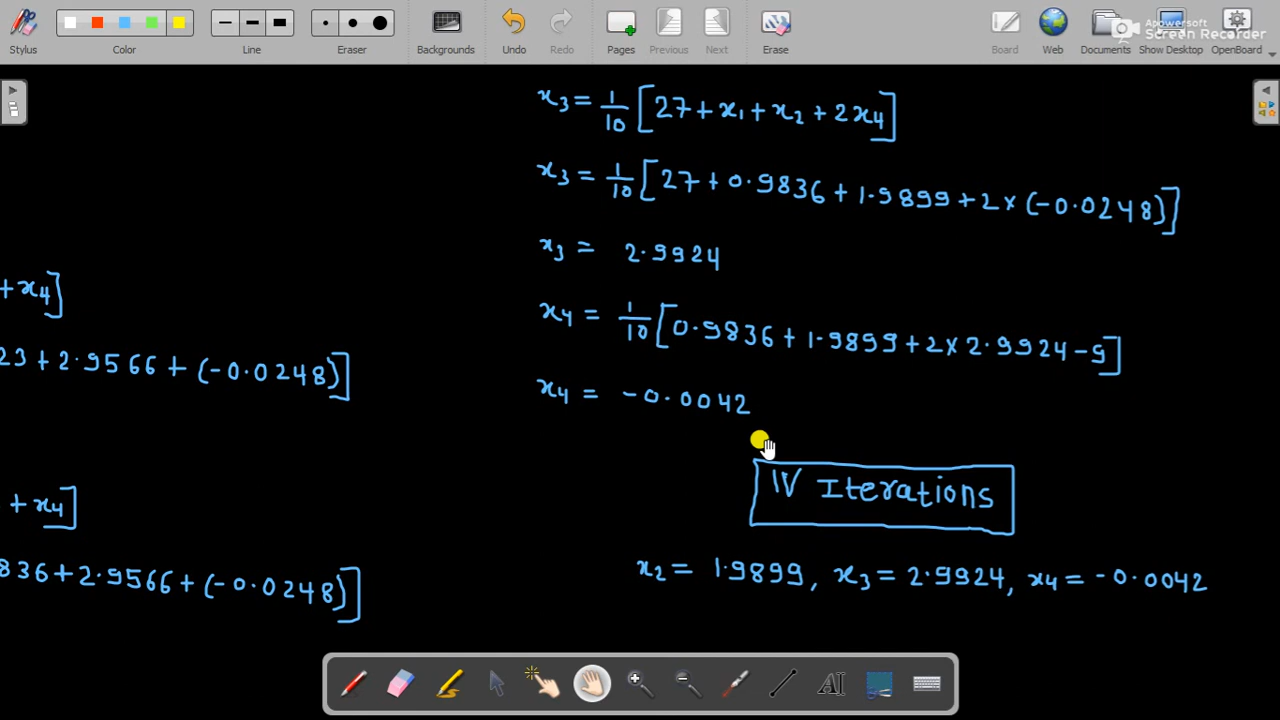 Stylus Color Line Eraser Backgrounds Undo Redo Pages Previous Next Erase Board Web Documents Show Desktop OpenBoard
Apowersoft
Screen Recorder
x₃ = 1/10 [27 + x₁ + x₂ + 2x₄]
x₃ = 1/10 [27 + 0.9836 + 1.9899 + 2 × (-0.0248)]
x₃ = 2.9924
+ x₄]
x₄ = 1/10 [0.9836 + 1.9899 + 2 × 2.9924 - 9]
23 + 2.9566 + (-0.0248)]
x₄ = -0.0042
IV Iterations
+ x₄]
836 + 2.9566 + (-0.0248)]
x₂ = 1.9899, x₃ = 2.9924, x₄ = -0.0042
AI